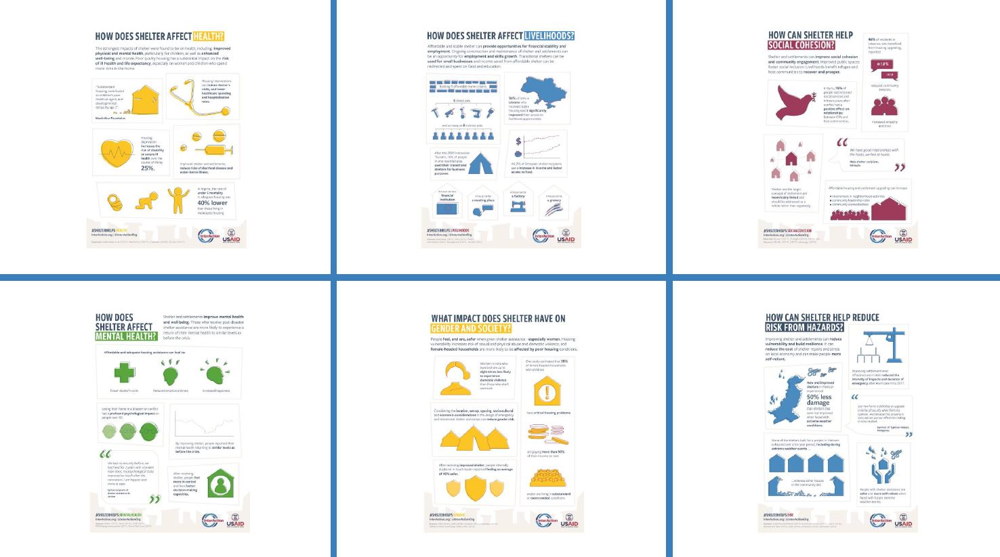 HOW DOES SHELTER AFFECT HEALTH?
The strongest impacts of shelter were found to be on health, including improved
physical and mental health, particularly for children, as well as enhanced
well-being and morale. Poor quality housing has a substantial impact on the risk
of ill health and life expectancy, especially on women and children who spend
more time in the home.
"Substandard
housing contributed
to children's poor
health at ages and
developmental
delays by age 2".
MacArthur Foundation
Housing interventions
can reduce doctor's
visits, and lower
healthcare spending
and hospitalization
rates.
Housing
deprivation
increases the
risk of disability
or severe ill
health over the
course of life by
25%.
Improved shelter and settlements
reduce risks of diarrheal disease and
water-borne illness.
In Nigeria, the rate of
under 5 mortality
in adequate housing was
40% lower
than those living in
inadequate housing.
#SHELTERHELPS HEALTH
InterAction.org | @InterActionOrg
InterAction
USAID
HOW DOES SHELTER AFFECT LIVELIHOODS?
Affordable and stable shelter can provide opportunities for financial stability and
employment. Ongoing construction and maintenance of shelter and settlements can
be an opportunity for employment and skills growth. Transitional shelters can be
used for small businesses and income saved from affordable shelter can be
redirected and spent on food and education.
Building 1 affordable home creates
5 direct jobs
And as many as 8 indirect jobs
36% of IDPs in
Ukraine who
received stable
housing said it significantly
improved their access to
livelihood opportunities.
After the 2004 Indonesian
Tsunami, 10% of people
in one resettled area
used their transitional
shelters for business
purposes.
$
48.2% of Ethiopian shelter recipients
saw a increase in income and better
access to food.
A house can be a
financial
institution
A house can be
a meeting place
A house can be
a factory
A house can be
a grocery
#SHELTERHELPS LIVELIHOODS
InterAction.org | @InterActionOrg
InterAction
USAID
HOW CAN SHELTER HELP
SOCIAL COHESION?
Shelter and settlements can improve social cohesion
and community engagement. Improved public spaces
foster social inclusion. Livelihoods benefit refugee and
host communities to recover and prosper.
46% of residents in
Lebanon, who benefited
from housing upgrading,
reported
reduced community
tensions,
increased empathy
and trust
In Syria, 75% of
people said restored
social services and
infrastructure after
conflict had a
positive effect on
relationships
between IDPs and
host communities.
Shelter and the larger
concept of settlement are
inextricably linked and
should be addressed as a
whole rather than separately.
We have good relationships with
the hosts, we feel at home.
Male shelter recipient,
Ethiopia
Affordable housing and settlement upgrading can increase
• involvement in neighborhood activities
• community leadership roles
• community connectedness
#SHELTERHELPS SOCIALCOHESION
InterAction.org | @InterActionOrg
InterAction
USAID
HOW DOES
SHELTER AFFECT
MENTAL HEALTH?
Shelter and settlements improve mental health
and well being. Those who receive post-disaster
shelter assistance are more likely to experience a
return of their mental health to similar levels as
before the crisis.
Affordable and adequate housing assistance can lead to:
Fewer doctor's visits
Reduced emotional stress
Increased happiness
Losing their home in a disaster or conflict
had a profound psychological impact on
people over 60.
By improving shelter, people reported their
mental health returning to similar levels as
before the crisis.
We had no security before, we
had lived for 2 years with a broken
main door, my psychological state
improved so much after the
renovation. I am happier and
more at ease.
After receiving
shelter, people feel
more in control
and have better
decision-making
capacities.
#SHELTERHELPS MENTALHEALTH
InterAction.org | @InterActionOrg
InterAction
USAID
WHAT IMPACT DOES SHELTER HAVE ON
GENDER AND SOCIETY?
People feel, and are, safer when given shelter assistance - especially women. Housing
vulnerability increases risk of sexual and physical abuse and domestic violence, and
female-headed households are more likely to be affected by poor housing conditions.
Women in India who
own land are up to
eight times less likely
to experience
domestic violence
than those who don't
own land.
One study estimated that 20%
of female headed-households
with children:
have critical housing problems
are paying more than 50%
of their income on rent
and/or are living in substandard
or overcrowded conditions
Considering the location, set-up, spacing, socio-cultural
and economic considerations in the design of emergency
and transitional shelter and camps can reduce gender risk.
After receiving improved shelter, people internally
displaced in South Sudan reported feeling an average
of 40% safer.
#SHELTERHELPS GENDER
InterAction.org | @InterActionOrg
InterAction
USAID
HOW CAN SHELTER HELP REDUCE
RISK FROM HAZARDS?
Improving shelter and settlements can reduce
vulnerability and build resilience. It can
reduce the cost of shelter repairs and stress
on local economy and can make people more
self-reliant.
Improving settlement level
infrastructure in Haiti reduced the
intensity of impacts and duration of
emergency after Hurricane Irma 2017.
New and improved
shelters in Pakistan
experienced
50% less
damage
than shelters that
were not improved
when faced with
extreme weather
conditions.
Our new home is definitely an upgrade
in terms of security when there is a
typhoon. And because this property is
ours, we can put our effort into making
it more resilient.
Survivor of Typhoon Haiyan,
Philippines
None of the shelters built for a project in Vietnam
collapsed over a ten year period, including during
extreme weather events...
...whereas other houses
in the community did.
People with shelter assistance are
safer and more self-reliant when
faced with future extreme
weather events.
#SHELTERHELPS DRR
InterAction.org | @InterActionOrg
InterAction
USAID